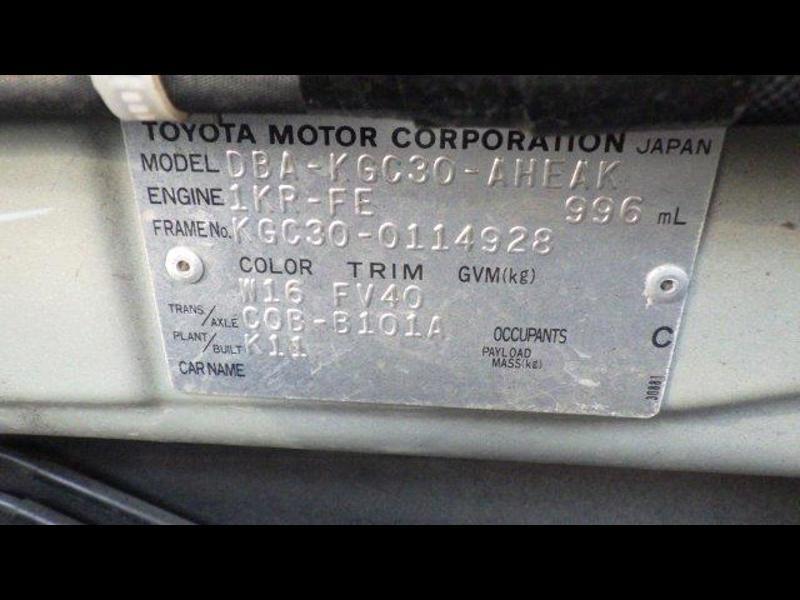 TOYOTA MOTOR CORPORATION JAPAN
MODEL DBA-KGC30-AHEAK
ENGINE 1KR-FE 996 mL
FRAME No. KGC30-0114928
COLOR TRIM GVM(kg)
W16 FV40
TRANS/AXLE C0B-B101A OCCUPANTS C
PLANT/BUILT K11 PAYLOAD MASS(kg)
CAR NAME
30881